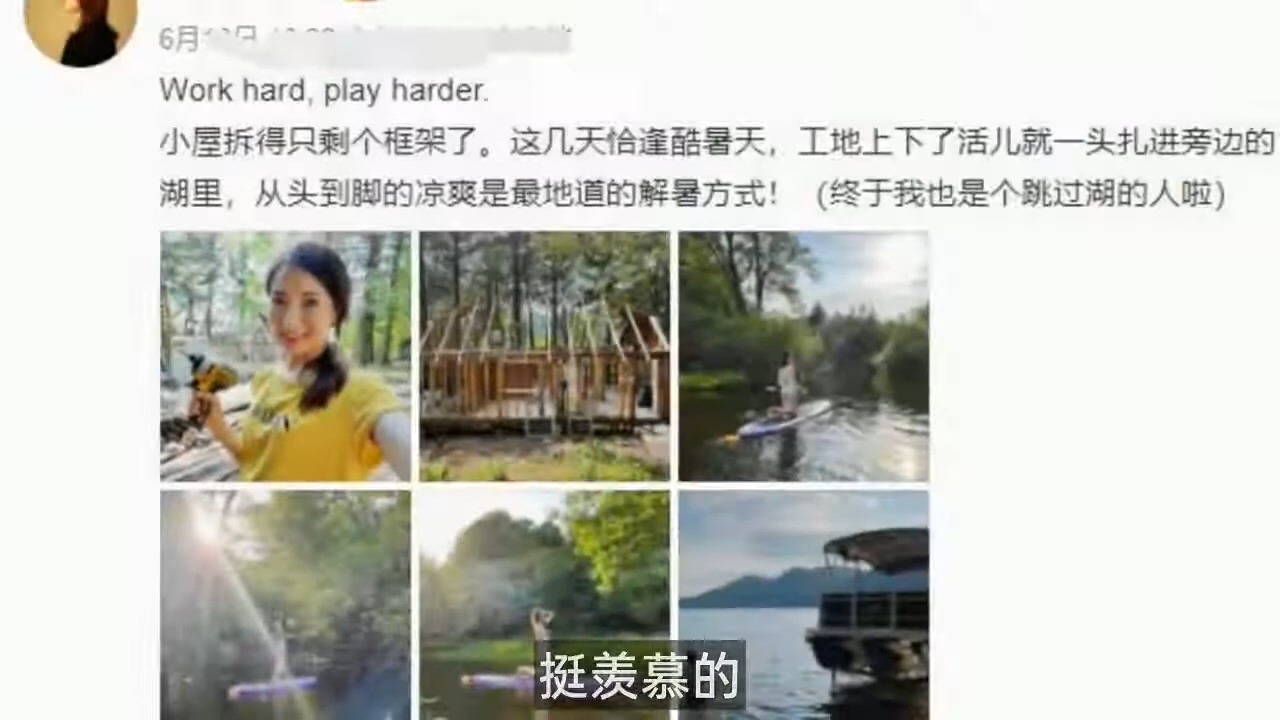 6月
Work hard, play harder.
小屋拆得只剩个框架了。这几天恰逢酷暑天，工地上下了活儿就一头扎进旁边的
湖里，从头到脚的凉爽是最地道的解暑方式！（终于我也是个跳过湖的人啦）
挺羡慕的